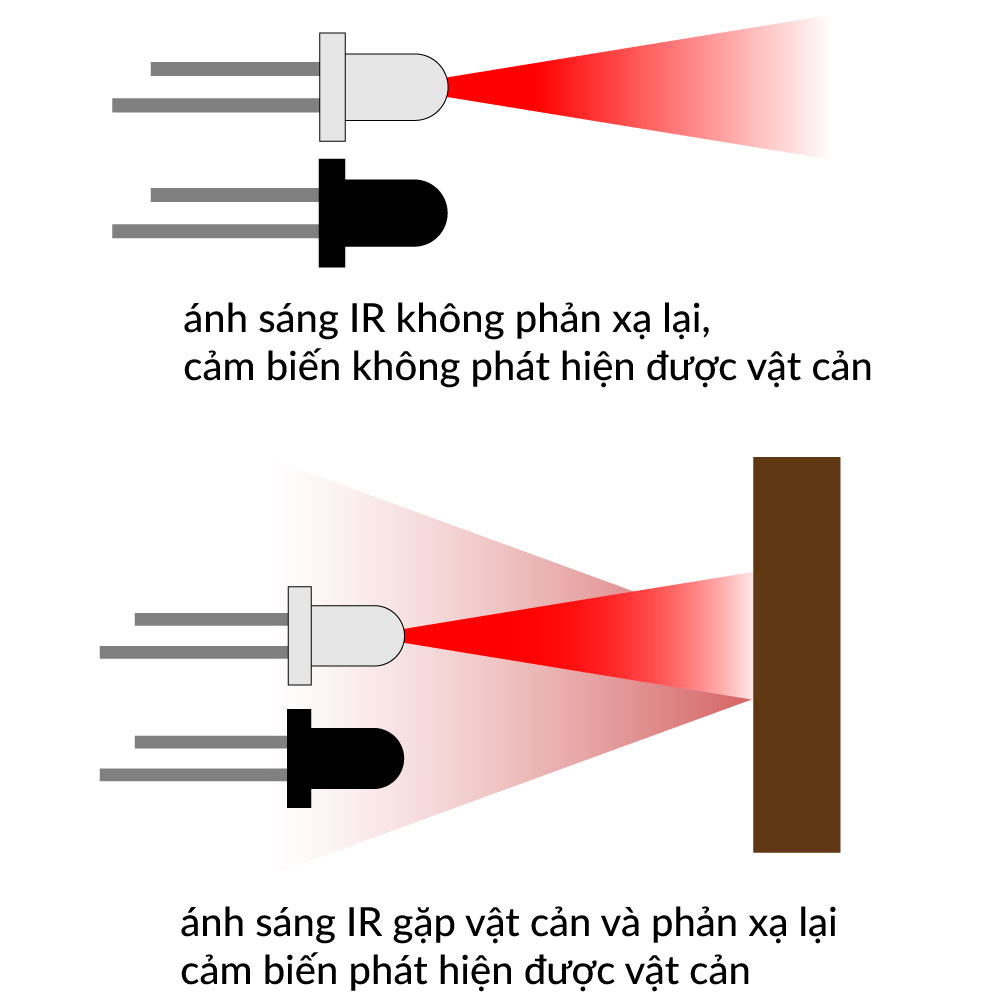 ánh sáng IR không phản xạ lại,
cảm biến không phát hiện được vật cản
ánh sáng IR gặp vật cản và phản xạ lại
cảm biến phát hiện được vật cản